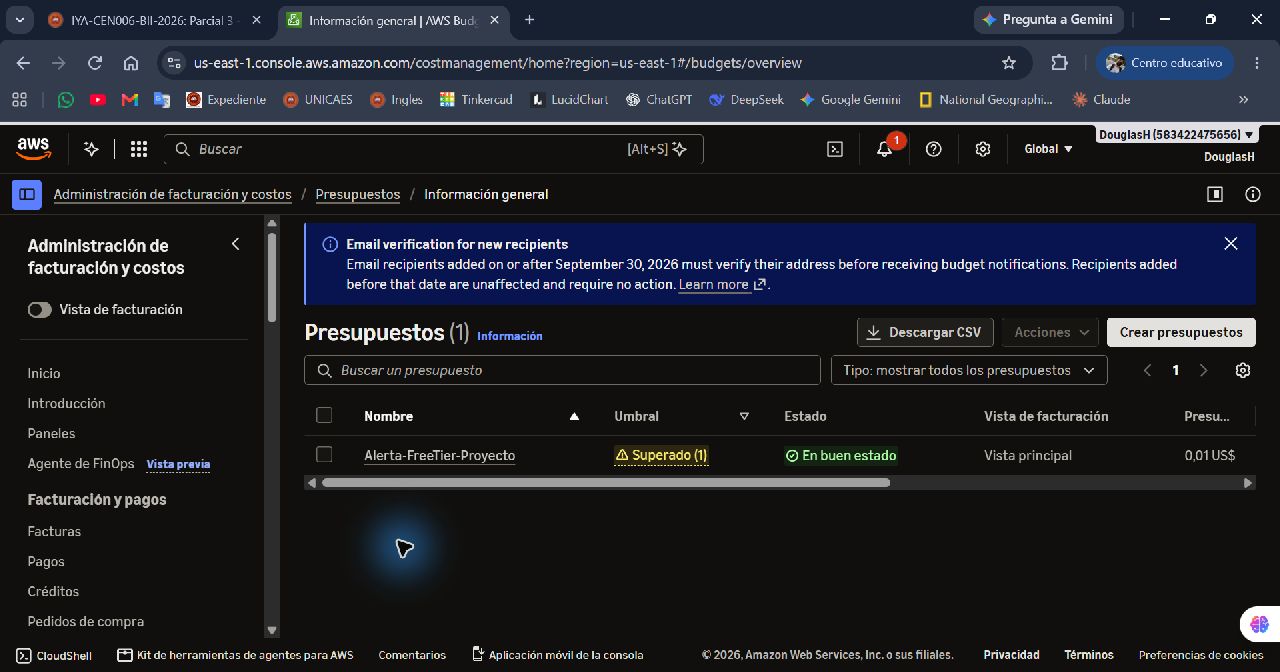 IYA-CEN006-BII-2026: Parcial 3 -
Información general | AWS Budg
Pregunta a Gemini
us-east-1.console.aws.amazon.com/costmanagement/home?region=us-east-1#/budgets/overview
Centro educativo
Expediente
UNICAES
Ingles
Tinkercad
LucidChart
ChatGPT
DeepSeek
Google Gemini
National Geographi...
Claude
aws
Buscar
[Alt+S]
1
Global
DouglasH (583422475656)
DouglasH
Administración de facturación y costos / Presupuestos / Información general
Administración de
facturación y costos
Vista de facturación
Inicio
Introducción
Paneles
Agente de FinOps Vista previa
Facturación y pagos
Facturas
Pagos
Créditos
Pedidos de compra
Email verification for new recipients
Email recipients added on or after September 30, 2026 must verify their address before receiving budget notifications. Recipients added
before that date are unaffected and require no action. Learn more.
Presupuestos (1) Información
Descargar CSV
Acciones
Crear presupuestos
Buscar un presupuesto
Tipo: mostrar todos los presupuestos
1
Nombre Umbral Estado Vista de facturación Presu...
Alerta-FreeTier-Proyecto Superado (1) En buen estado Vista principal 0,01 US$
CloudShell
Kit de herramientas de agentes para AWS
Comentarios
Aplicación móvil de la consola
© 2026, Amazon Web Services, Inc. o sus filiales.
Privacidad
Términos
Preferencias de cookies